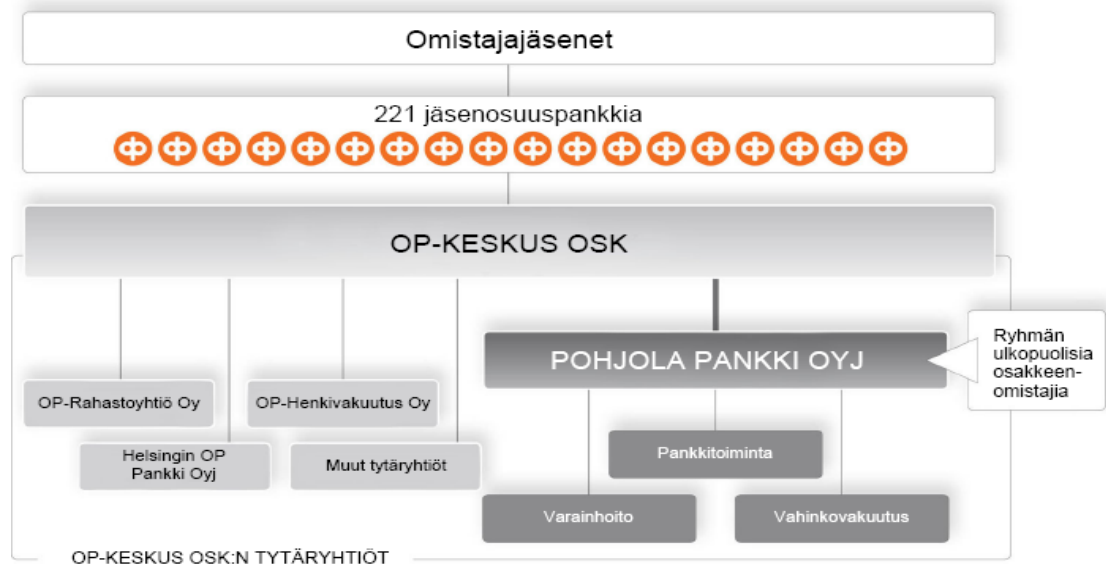 Omistajajäsenet
221 jäsenosuuspankkia
OP-KESKUS OSK
POHJOLA PANKKI OYJ
Ryhmän
ulkopuolisia
osakkeen-
omistajia
OP-Rahastoyhtiö Oy
OP-Henkivakuutus Oy
Helsingin OP
Pankki Oyj
Muut tytäryhtiöt
Pankkitoiminta
Varainhoito
Vahinkovakuutus
OP-KESKUS OSK:N TYTÄRYHTIÖT